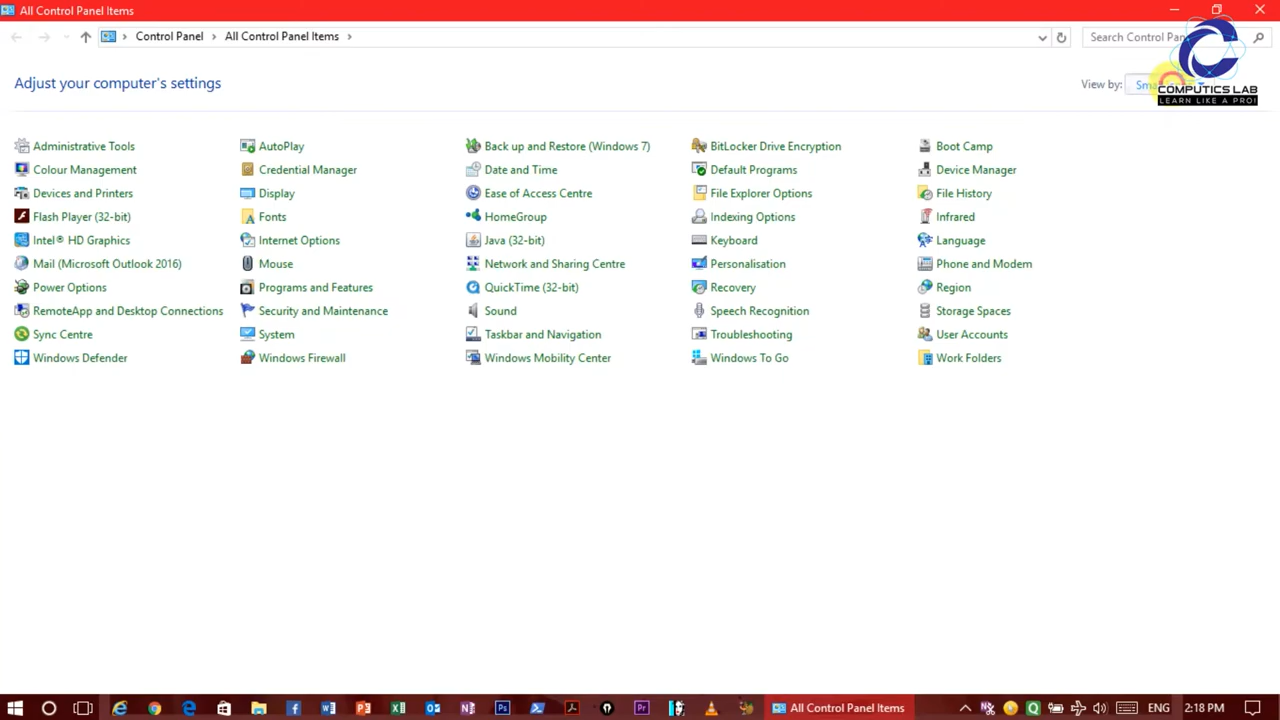 All Control Panel Items
Control Panel > All Control Panel Items >
Search Control
Adjust your computer's settings
View by:
COMPUTICS LAB
LEARN LIKE A PRO!
Administrative Tools
AutoPlay
Back up and Restore (Windows 7)
BitLocker Drive Encryption
Boot Camp
Colour Management
Credential Manager
Date and Time
Default Programs
Device Manager
Devices and Printers
Display
Ease of Access Centre
File Explorer Options
File History
Flash Player (32-bit)
Fonts
HomeGroup
Indexing Options
Infrared
Intel® HD Graphics
Internet Options
Java (32-bit)
Keyboard
Language
Mail (Microsoft Outlook 2016)
Mouse
Network and Sharing Centre
Personalisation
Phone and Modem
Power Options
Programs and Features
QuickTime (32-bit)
Recovery
Region
RemoteApp and Desktop Connections
Security and Maintenance
Sound
Speech Recognition
Storage Spaces
Sync Centre
System
Taskbar and Navigation
Troubleshooting
User Accounts
Windows Defender
Windows Firewall
Windows Mobility Center
Windows To Go
Work Folders
All Control Panel Items
ENG
2:18 PM